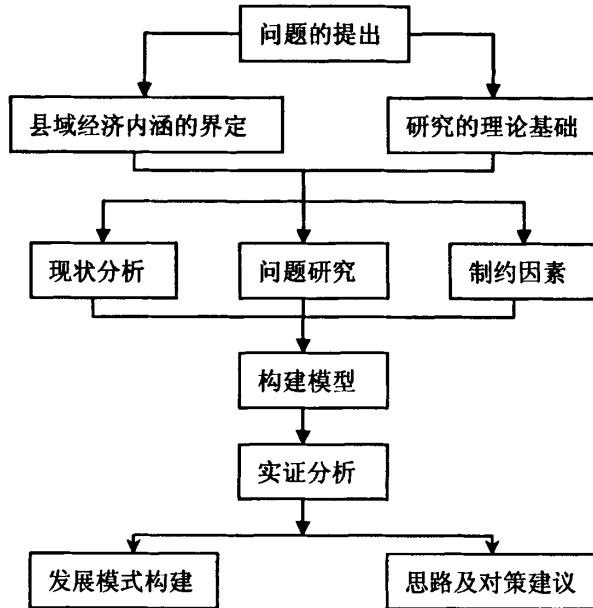 问题的提出
县域经济内涵的界定
研究的理论基础
现状分析
问题研究
制约因素
构建模型
实证分析
发展模式构建
思路及对策建议